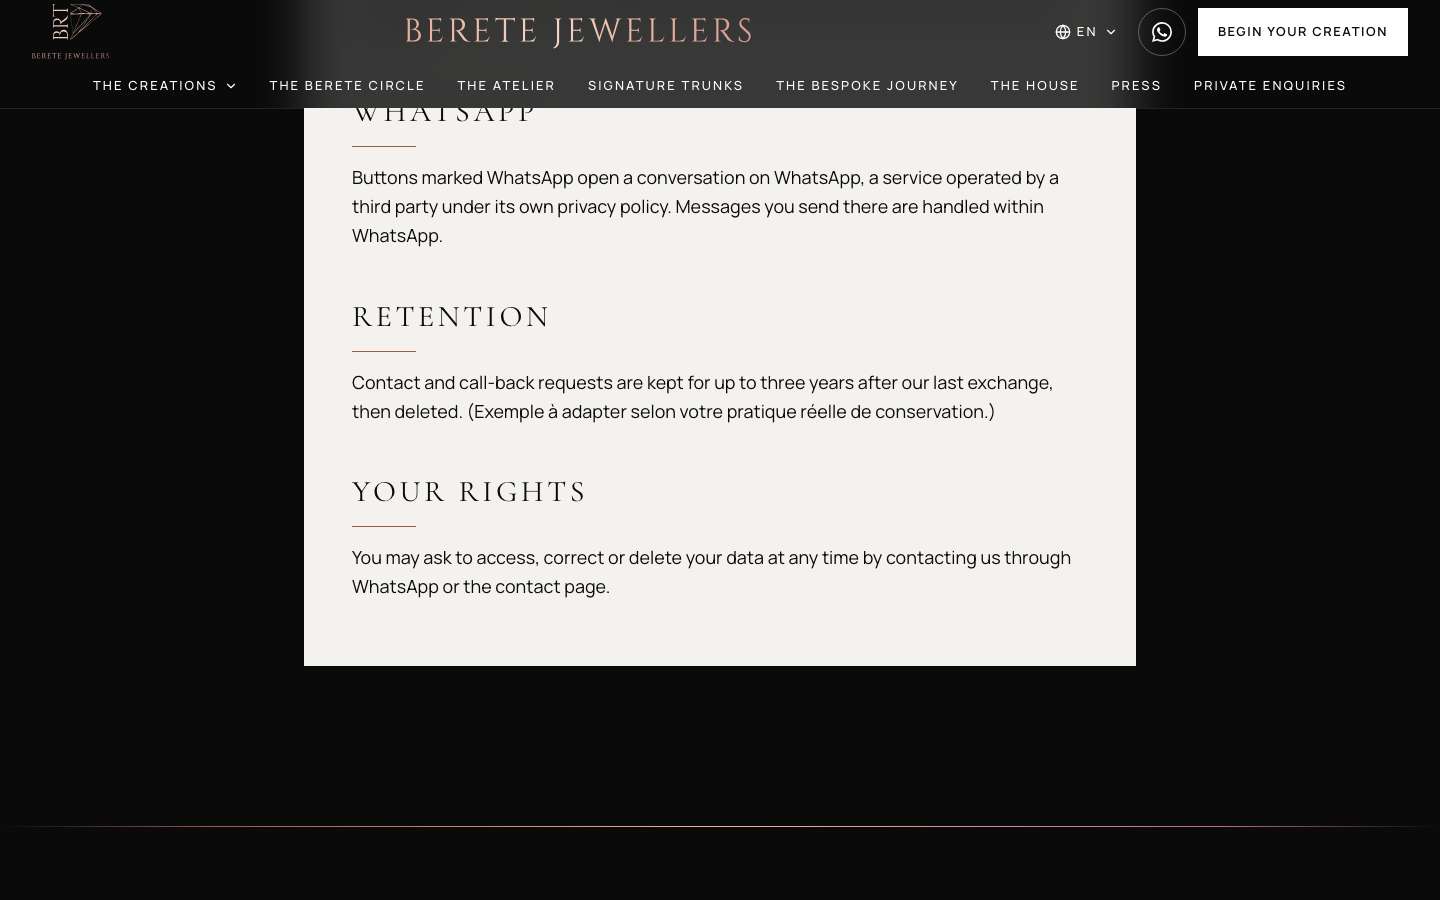 BRT
BERETE JEWELLERS
BERETE JEWELLERS
EN
BEGIN YOUR CREATION
THE CREATIONS
THE BERETE CIRCLE
THE ATELIER
SIGNATURE TRUNKS
THE BESPOKE JOURNEY
THE HOUSE
PRESS
PRIVATE ENQUIRIES
WHATSAPP
Buttons marked WhatsApp open a conversation on WhatsApp, a service operated by a
third party under its own privacy policy. Messages you send there are handled within
WhatsApp.
RETENTION
Contact and call-back requests are kept for up to three years after our last exchange,
then deleted. (Exemple à adapter selon votre pratique réelle de conservation.)
YOUR RIGHTS
You may ask to access, correct or delete your data at any time by contacting us through
WhatsApp or the contact page.